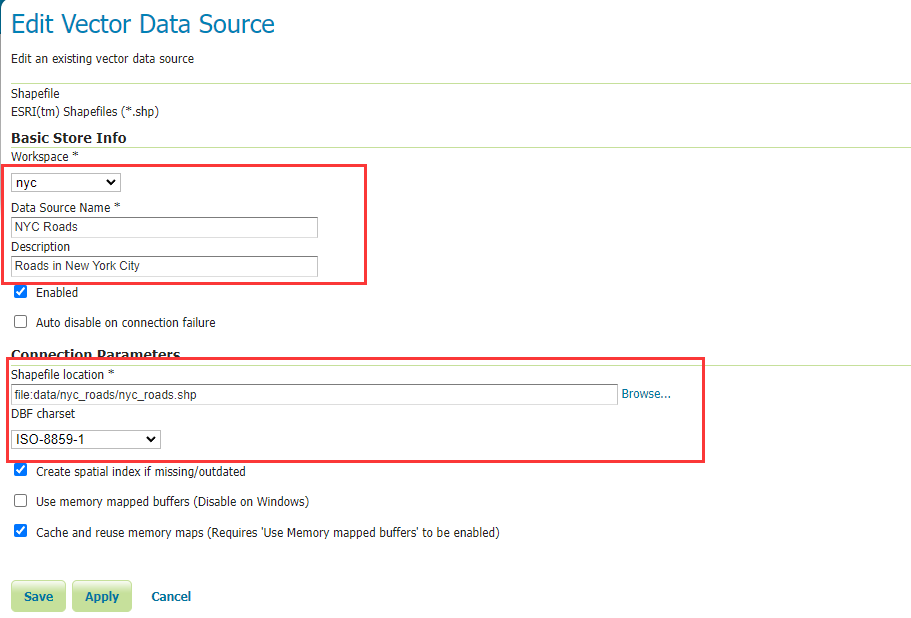 Edit Vector Data Source
Edit an existing vector data source
Shapefile
ESRI(tm) Shapefiles (*.shp)
Basic Store Info
Workspace *
nyc
Data Source Name *
NYC Roads
Description
Roads in New York City
Enabled
Auto disable on connection failure
Connection Parameters
Shapefile location *
file:data/nyc_roads/nyc_roads.shp Browse...
DBF charset
ISO-8859-1
Create spatial index if missing/outdated
Use memory mapped buffers (Disable on Windows)
Cache and reuse memory maps (Requires 'Use Memory mapped buffers' to be enabled)
Save Apply Cancel